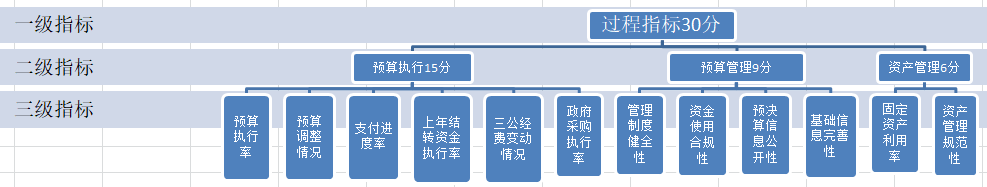 一级指标
过程指标30分
二级指标
预算执行15分
预算管理9分
资产管理6分
三级指标
预算
执行
率
预算
调整
情况
支付进
度率
上年结
转资金
执行率
三公经
费变动
情况
政府
采购
执行
率
管理
制度
健全
性
资金
使用
合规
性
预决
算信
息公
开性
基础信
息完善
性
固定
资产
利用
率
资产
管理
规范
性